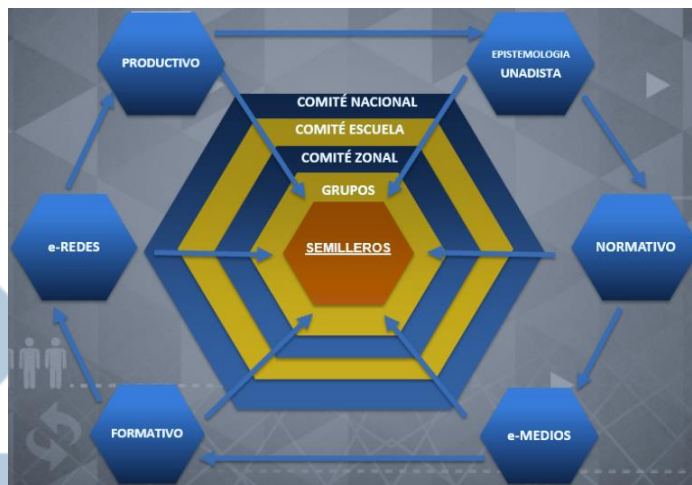 PRODUCTIVO
EPISTEMOLOGIA
UNADISTA
COMITÉ NACIONAL
COMITÉ ESCUELA
COMITÉ ZONAL
GRUPOS
SEMILLEROS
e-REDES
NORMATIVO
FORMATIVO
e-MEDIOS